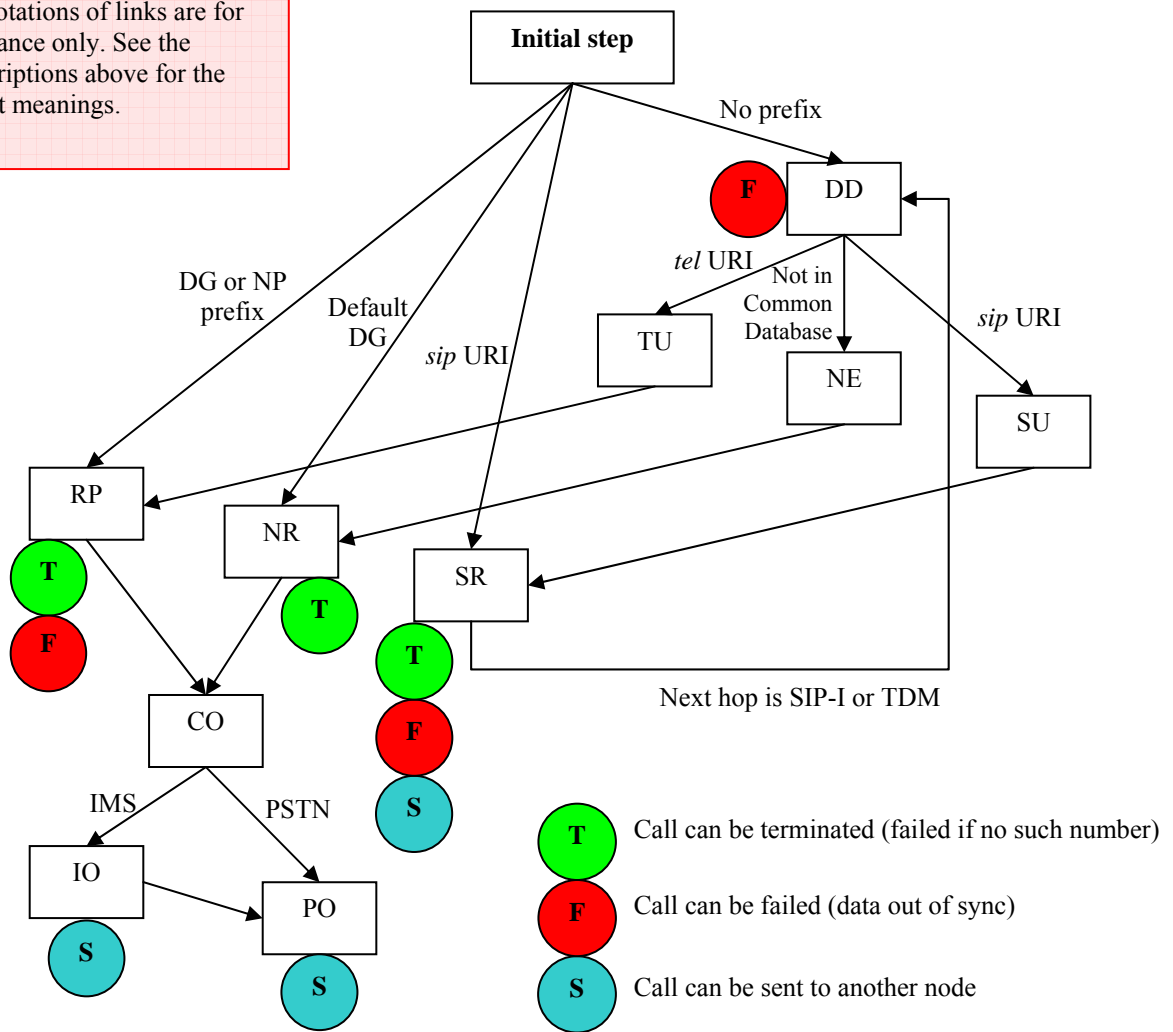 otations of links are for
ance only. See the
riptions above for the
t meanings.
Initial step
No prefix
F
DD
tel URI
Not in
Common
Database
sip URI
DG or NP
prefix
Default
DG
sip URI
TU
NE
SU
RP
NR
SR
T
F
T
T
F
S
Next hop is SIP-I or TDM
CO
IMS
PSTN
IO
PO
S
S
T Call can be terminated (failed if no such number)
F Call can be failed (data out of sync)
S Call can be sent to another node